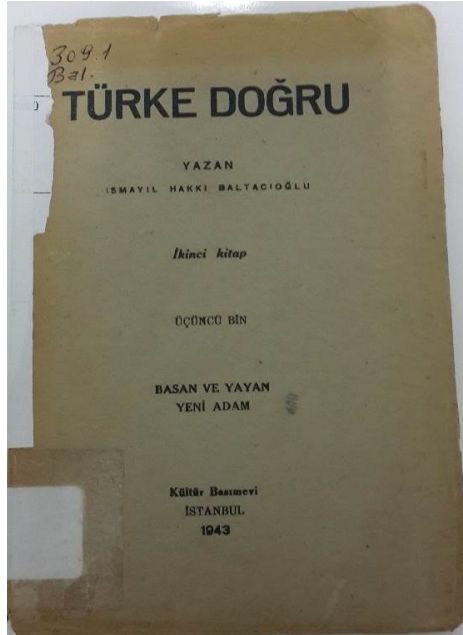 309.1
Bal.
TÜRKE DOĞRU
YAZAN
İSMAYIL HAKKI BALTACIOĞLU
İkinci kitap
ÜÇÜNCÜ BİN
BASAN VE YAYAN
YENİ ADAM
Kültür Basımevi
İSTANBUL
1943